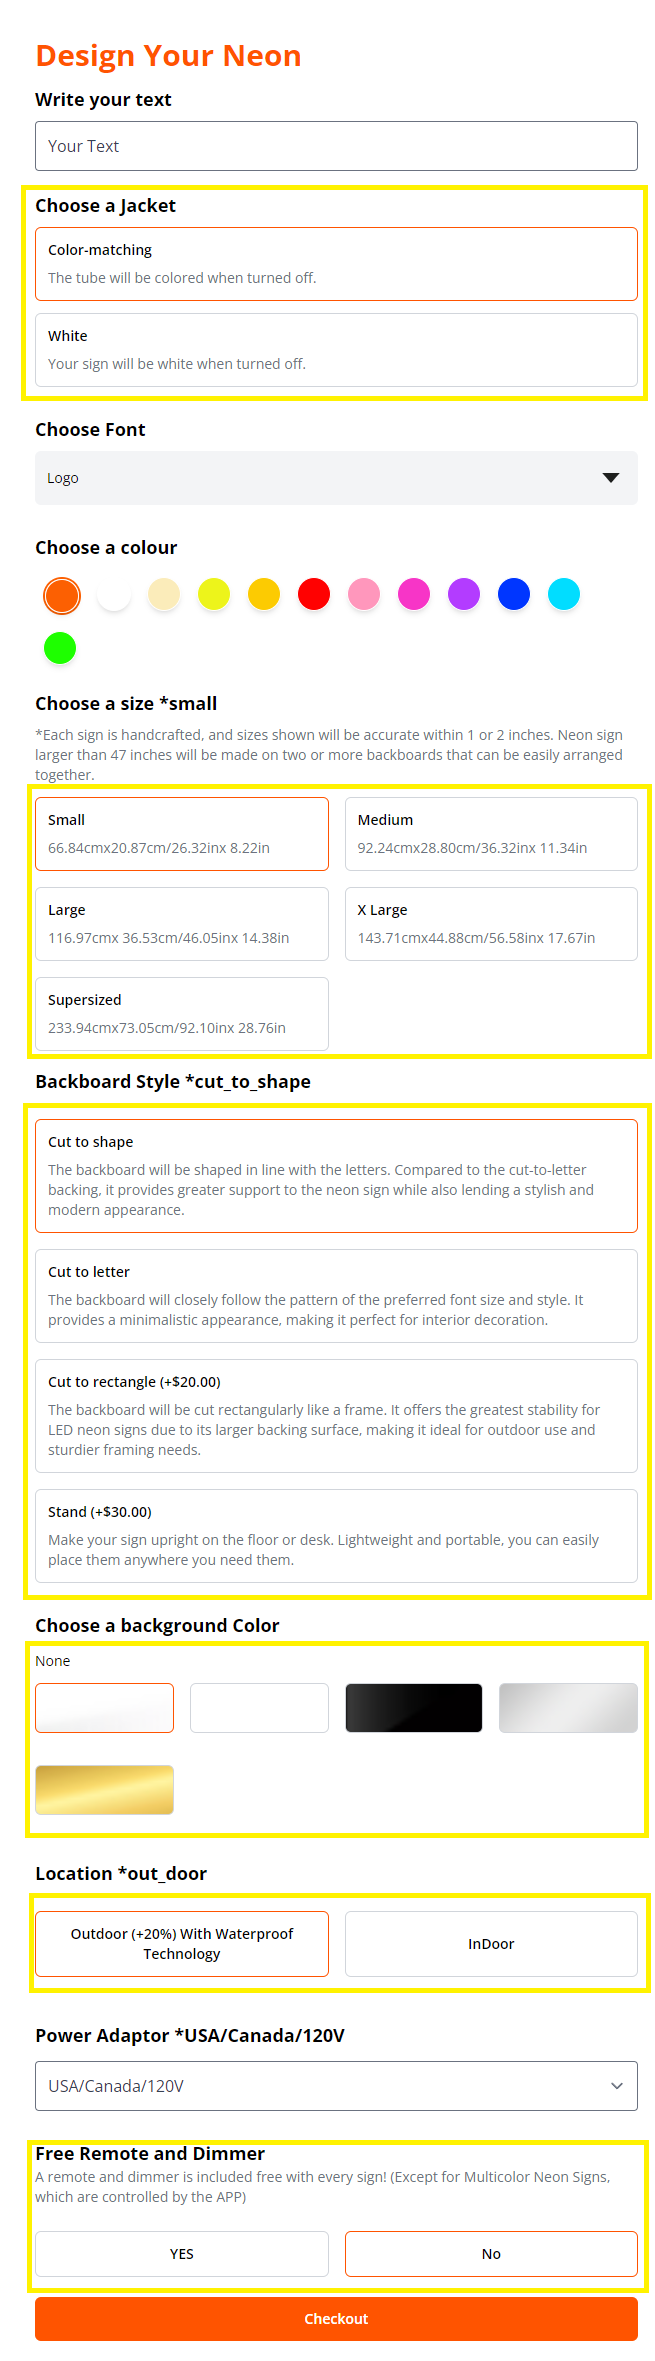 Design Your Neon
Write your text
Your Text
Choose a Jacket
Color-matching
The tube will be colored when turned off.
White
Your sign will be white when turned off.
Choose Font
Logo
Choose a colour
Choose a size *small
*Each sign is handcrafted, and sizes shown will be accurate within 1 or 2 inches. Neon sign
larger than 47 inches will be made on two or more backboards that can be easily arranged
together.
Small
66.84cmx20.87cm/26.32inx 8.22in
Medium
92.24cmx28.80cm/36.32inx 11.34in
Large
116.97cmx 36.53cm/46.05inx 14.38in
X Large
143.71cmx44.88cm/56.58inx 17.67in
Supersized
233.94cmx73.05cm/92.10inx 28.76in
Backboard Style *cut_to_shape
Cut to shape
The backboard will be shaped in line with the letters. Compared to the cut-to-letter
backing, it provides greater support to the neon sign while also lending a stylish and
modern appearance.
Cut to letter
The backboard will closely follow the pattern of the preferred font size and style. It
provides a minimalistic appearance, making it perfect for interior decoration.
Cut to rectangle (+$20.00)
The backboard will be cut rectangularly like a frame. It offers the greatest stability for
LED neon signs due to its larger backing surface, making it ideal for outdoor use and
sturdier framing needs.
Stand (+$30.00)
Make your sign upright on the floor or desk. Lightweight and portable, you can easily
place them anywhere you need them.
Choose a background Color
None
Location *out_door
Outdoor (+20%) With Waterproof
Technology
InDoor
Power Adaptor *USA/Canada/120V
USA/Canada/120V
Free Remote and Dimmer
A remote and dimmer is included free with every sign! (Except for Multicolor Neon Signs,
which are controlled by the APP)
YES
No
Checkout